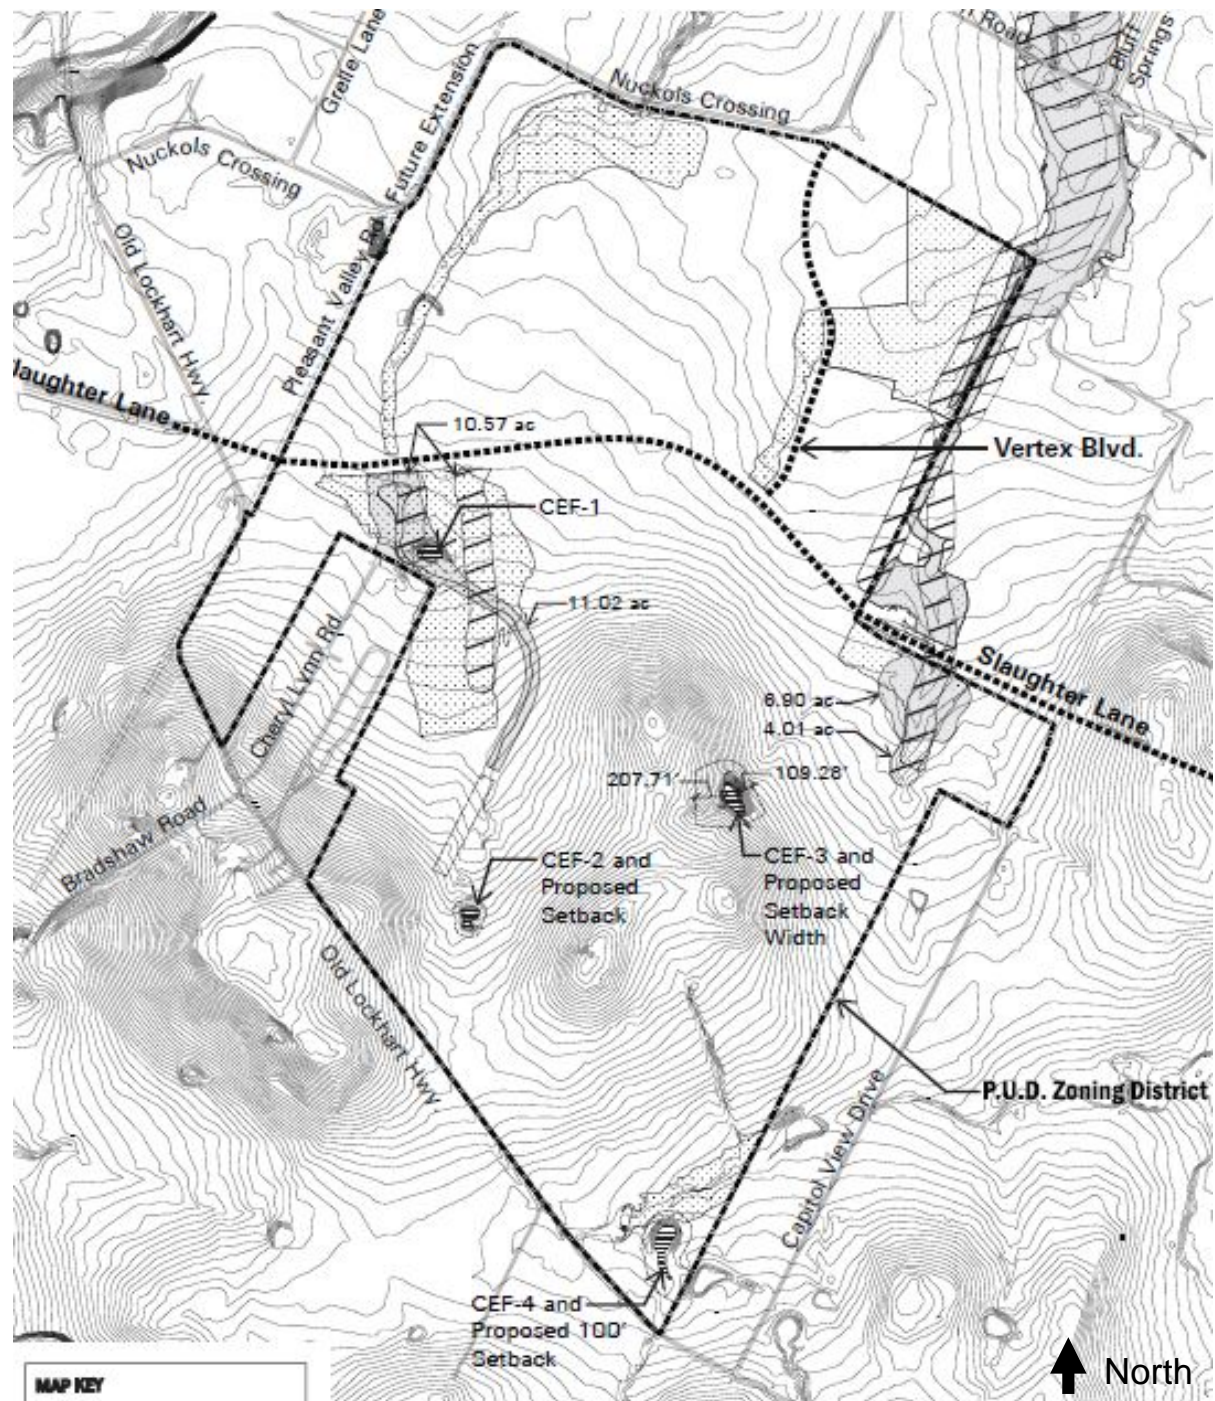 Grelle Lane
Future Extension
Nuckols Crossing
Road
Bluff
Springs
Nuckols Crossing
Old Lockhart Hwy
Pleasant Valley Rd
laughter Lane
10.57 ac
Vertex Blvd.
CEF-1
11.02 ac
Cheryl Lynn Rd
Slaughter Lane
6.90 ac
4.01 ac
207.71'
109.28'
Bradshaw Road
CEF-2 and
Proposed
Setback
CEF-3 and
Proposed
Setback
Width
Old Lockhart Hwy.
P.U.D. Zoning District
Capitol View Drive
CEF-4 and
Proposed 100'
Setback
MAP KEY
North